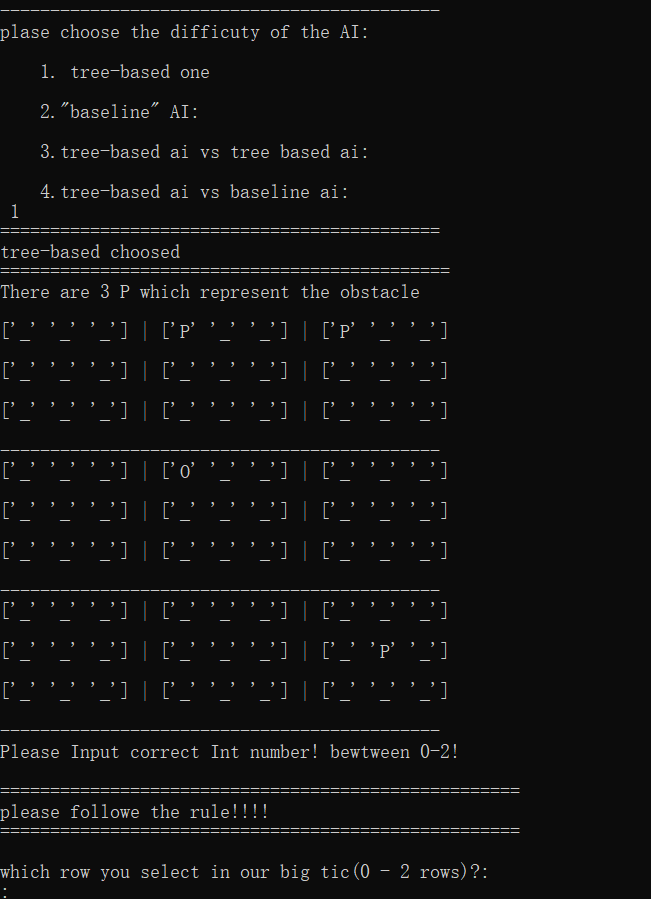 --------------------------------------------
plase choose the difficuty of the AI:
1. tree-based one
2."baseline" AI:
3.tree-based ai vs tree based ai:
4.tree-based ai vs baseline ai:
1
============================================
tree-based choosed
=============================================
There are 3 P which represent the obstacle
['_' '_' '_'] | ['P' '_' '_'] | ['P' '_' '_']
['_' '_' '_'] | ['_' '_' '_'] | ['_' '_' '_']
['_' '_' '_'] | ['_' '_' '_'] | ['_' '_' '_']
--------------------------------------------
['_' '_' '_'] | ['O' '_' '_'] | ['_' '_' '_']
['_' '_' '_'] | ['_' '_' '_'] | ['_' '_' '_']
['_' '_' '_'] | ['_' '_' '_'] | ['_' '_' '_']
--------------------------------------------
['_' '_' '_'] | ['_' '_' '_'] | ['_' '_' '_']
['_' '_' '_'] | ['_' '_' '_'] | ['_' 'P' '_']
['_' '_' '_'] | ['_' '_' '_'] | ['_' '_' '_']
--------------------------------------------
Please Input correct Int number! bewtween 0-2!
====================================================
please followe the rule!!!!
====================================================
which row you select in our big tic(0 - 2 rows)?:
: